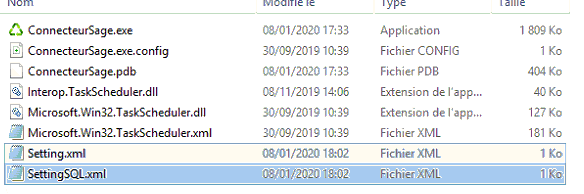 Nom Modifié le Type Taille
ConnecteurSage.exe 08/01/2020 17:33 Application 1 809 Ko
ConnecteurSage.exe.config 30/09/2019 10:39 Fichier CONFIG 1 Ko
ConnecteurSage.pdb 08/01/2020 17:33 Fichier PDB 404 Ko
Interop.TaskScheduler.dll 08/11/2019 14:06 Extension de l'app... 40 Ko
Microsoft.Win32.TaskScheduler.dll 30/09/2019 10:39 Extension de l'app... 127 Ko
Microsoft.Win32.TaskScheduler.xml 30/09/2019 10:39 Fichier XML 181 Ko
Setting.xml 08/01/2020 18:02 Fichier XML 1 Ko
SettingSQL.xml 08/01/2020 18:02 Fichier XML 1 Ko